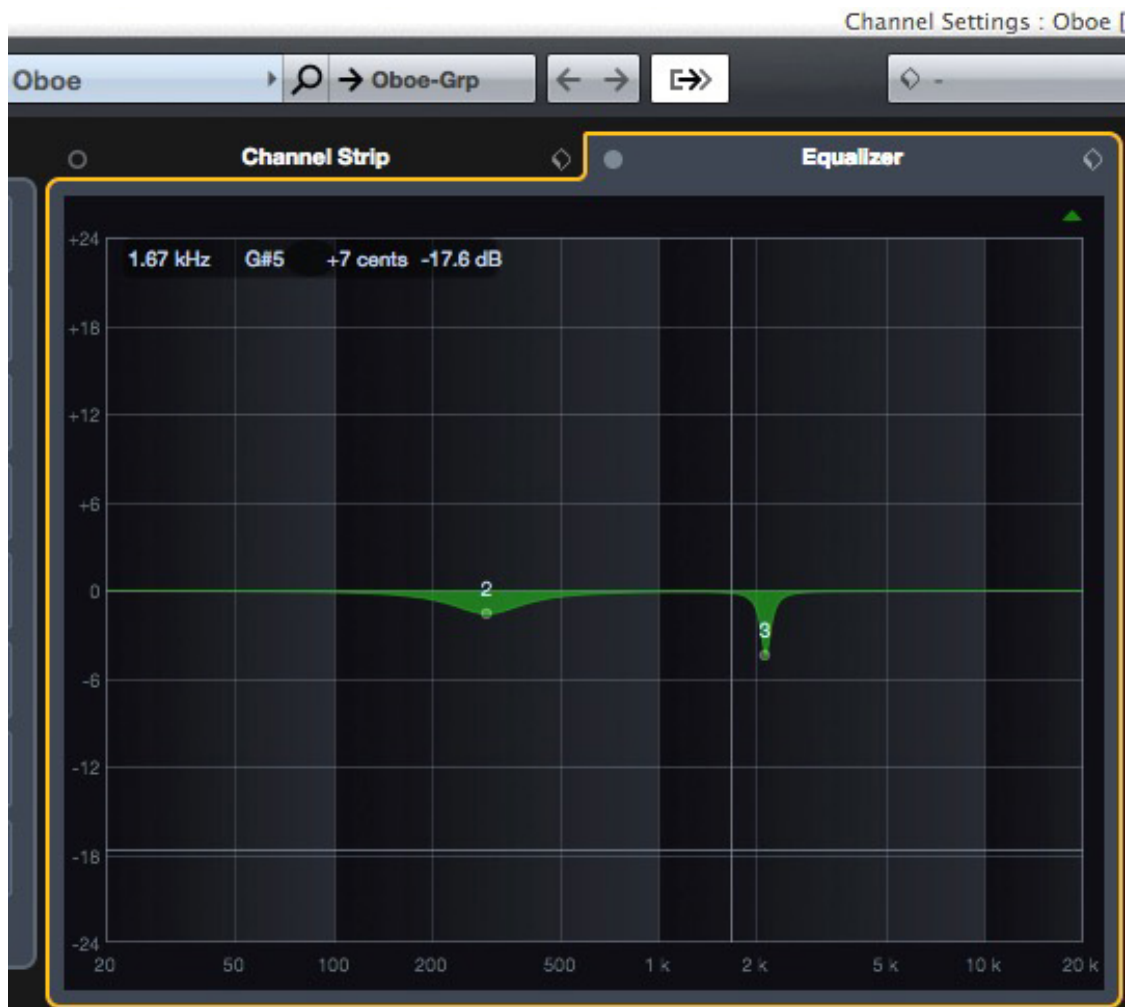 Channel Settings : Oboe [
Oboe
Oboe-Grp
-
Channel Strip
Equalizer
+24
1.67 kHz G#5 +7 cents -17.6 dB
+18
+12
+6
0
2
3
-6
-12
-18
-24
20 50 100 200 500 1 k 2 k 5 k 10 k 20 k